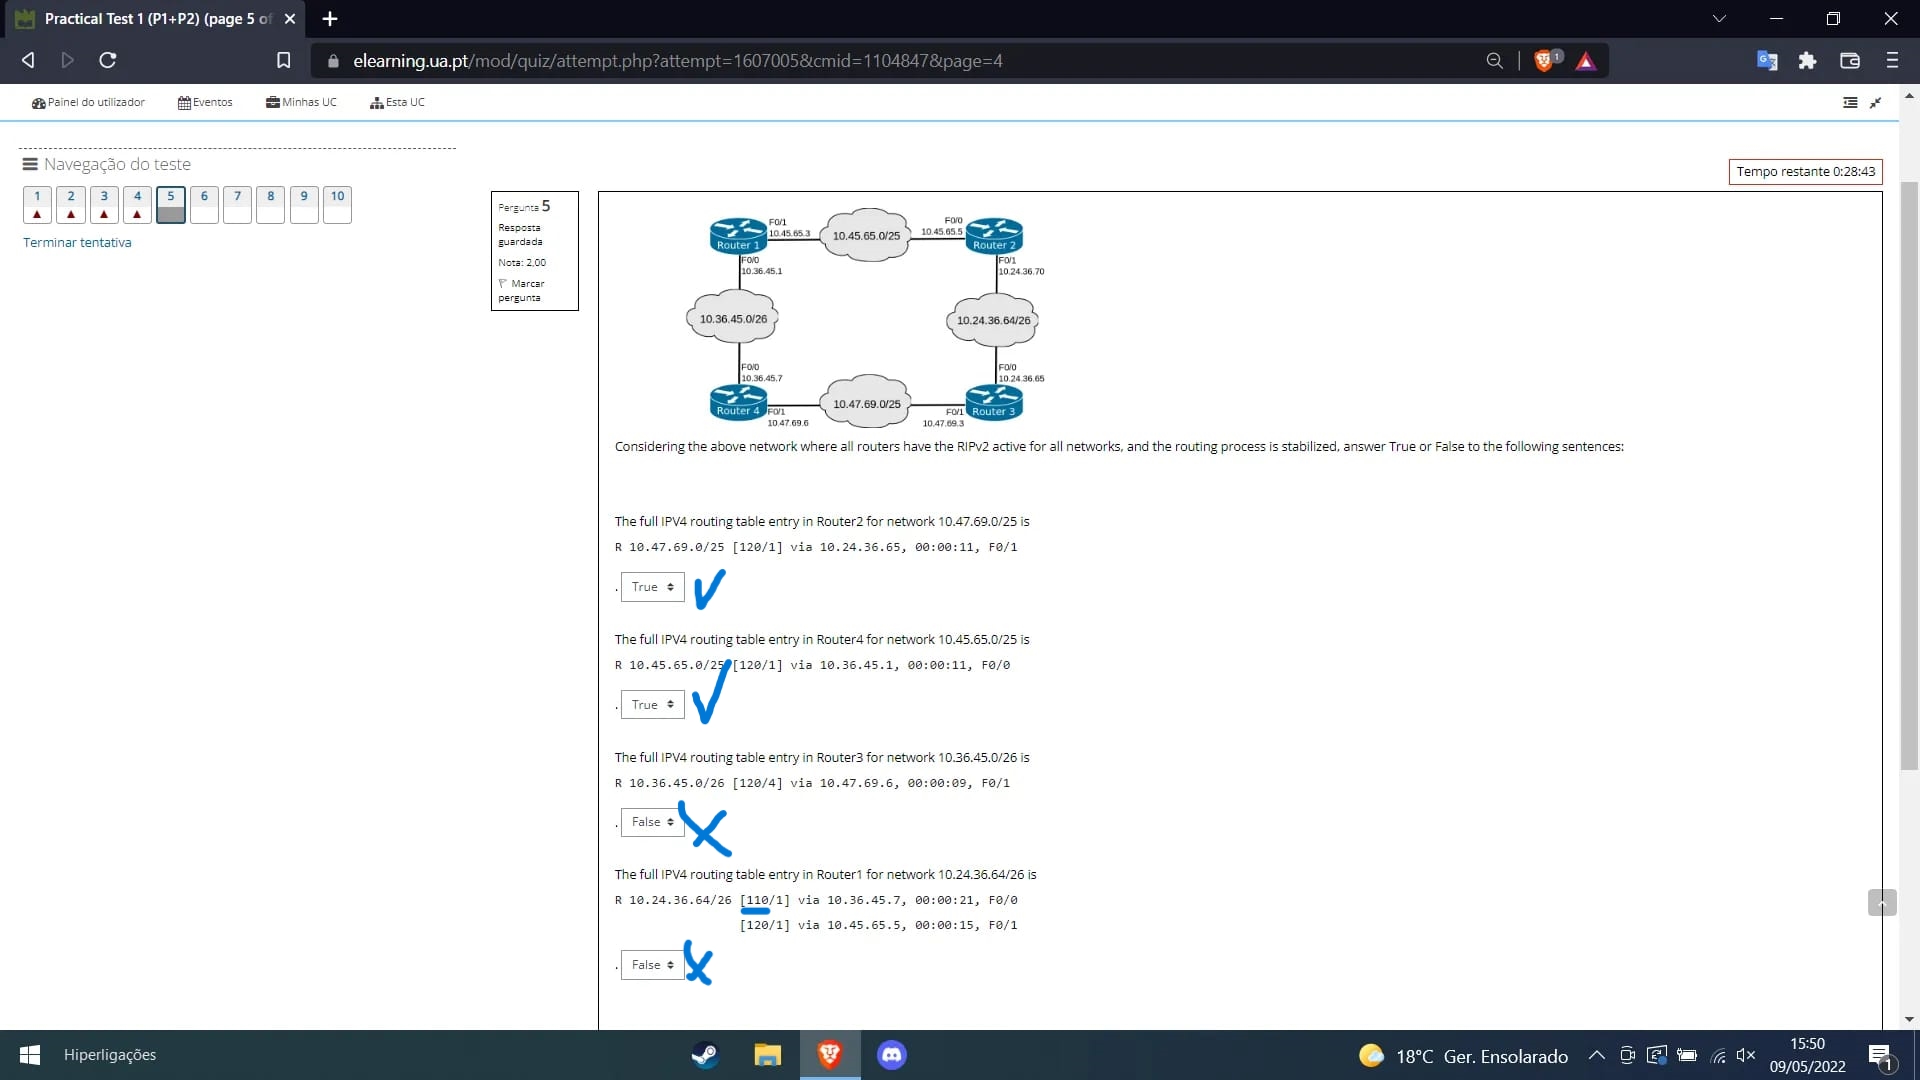 Practical Test 1 (P1+P2) (page 5 of
elearning.ua.pt/mod/quiz/attempt.php?attempt=1607005&cmid=1104847&page=4
1
Painel do utilizador
Eventos
Minhas UC
Esta UC
Navegação do teste
1 2 3 4 5 6 7 8 9 10
Terminar tentativa
Tempo restante 0:28:43
Pergunta 5
Resposta
guardada
Nota: 2,00
Marcar
pergunta
F0/1
10.45.65.3
10.45.65.0/25
F0/0
10.45.65.5
Router 1
Router 2
F0/0
10.36.45.1
F0/1
10.24.36.70
10.36.45.0/26
10.24.36.64/26
F0/0
10.36.45.7
F0/0
10.24.36.65
Router 4
F0/1
10.47.69.6
10.47.69.0/25
F0/1
10.47.69.3
Router 3
Considering the above network where all routers have the RIPv2 active for all networks, and the routing process is stabilized, answer True or False to the following sentences:
The full IPV4 routing table entry in Router2 for network 10.47.69.0/25 is
R 10.47.69.0/25 [120/1] via 10.24.36.65, 00:00:11, F0/1
. True
The full IPV4 routing table entry in Router4 for network 10.45.65.0/25 is
R 10.45.65.0/25 [120/1] via 10.36.45.1, 00:00:11, F0/0
. True
The full IPV4 routing table entry in Router3 for network 10.36.45.0/26 is
R 10.36.45.0/26 [120/4] via 10.47.69.6, 00:00:09, F0/1
. False
The full IPV4 routing table entry in Router1 for network 10.24.36.64/26 is
R 10.24.36.64/26 [110/1] via 10.36.45.7, 00:00:21, F0/0
[120/1] via 10.45.65.5, 00:00:15, F0/1
. False
Hiperligações
18°C Ger. Ensolarado
15:50
09/05/2022
1